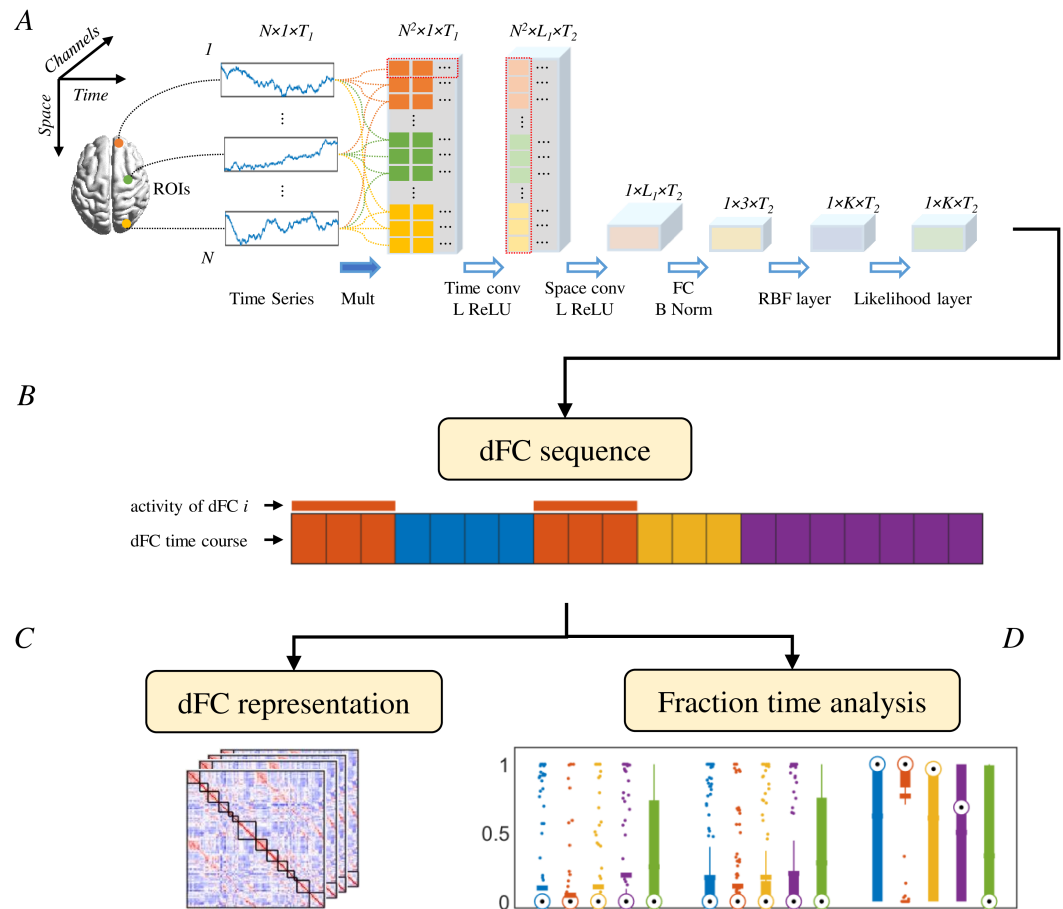 A
Channels
Time
Space
ROIs
N×1×T₁
1
⋮
⋮
N
Time Series
Mult
N²×1×T₁
...
...
...
⋮
...
...
...
⋮
...
...
...
Time conv
L ReLU
N²×L₁×T₂
...
...
...
⋮
...
...
...
⋮
...
...
...
Space conv
L ReLU
1×L₁×T₂
FC
B Norm
1×3×T₂
RBF layer
1×K×T₂
Likelihood layer
1×K×T₂
B
dFC sequence
activity of dFC i
dFC time course
C
dFC representation
D
Fraction time analysis
1
0.5
0